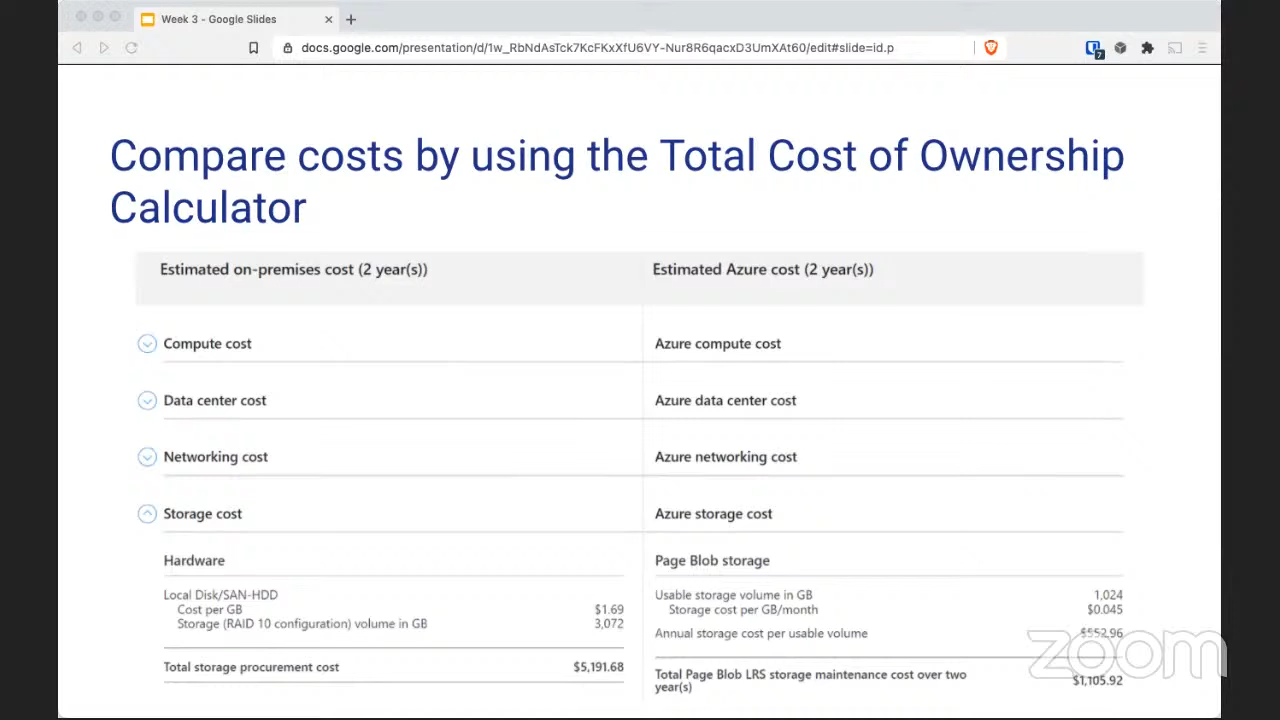 Week 3 - Google Slides
docs.google.com/presentation/d/1w_RbNdAsTck7KcFKxXfU6VY-Nur8R6qacxD3UmXAt60/edit#slide=id.p
7
Compare costs by using the Total Cost of Ownership
Calculator
Estimated on-premises cost (2 year(s))
Estimated Azure cost (2 year(s))
Compute cost
Azure compute cost
Data center cost
Azure data center cost
Networking cost
Azure networking cost
Storage cost
Azure storage cost
Hardware
Local Disk/SAN-HDD
Cost per GB $1.69
Storage (RAID 10 configuration) volume in GB 3,072
Total storage procurement cost $5,191.68
Page Blob storage
Usable storage volume in GB 1,024
Storage cost per GB/month $0.045
Annual storage cost per usable volume $552.96
Total Page Blob LRS storage maintenance cost over two
year(s) $1,105.92
zoom